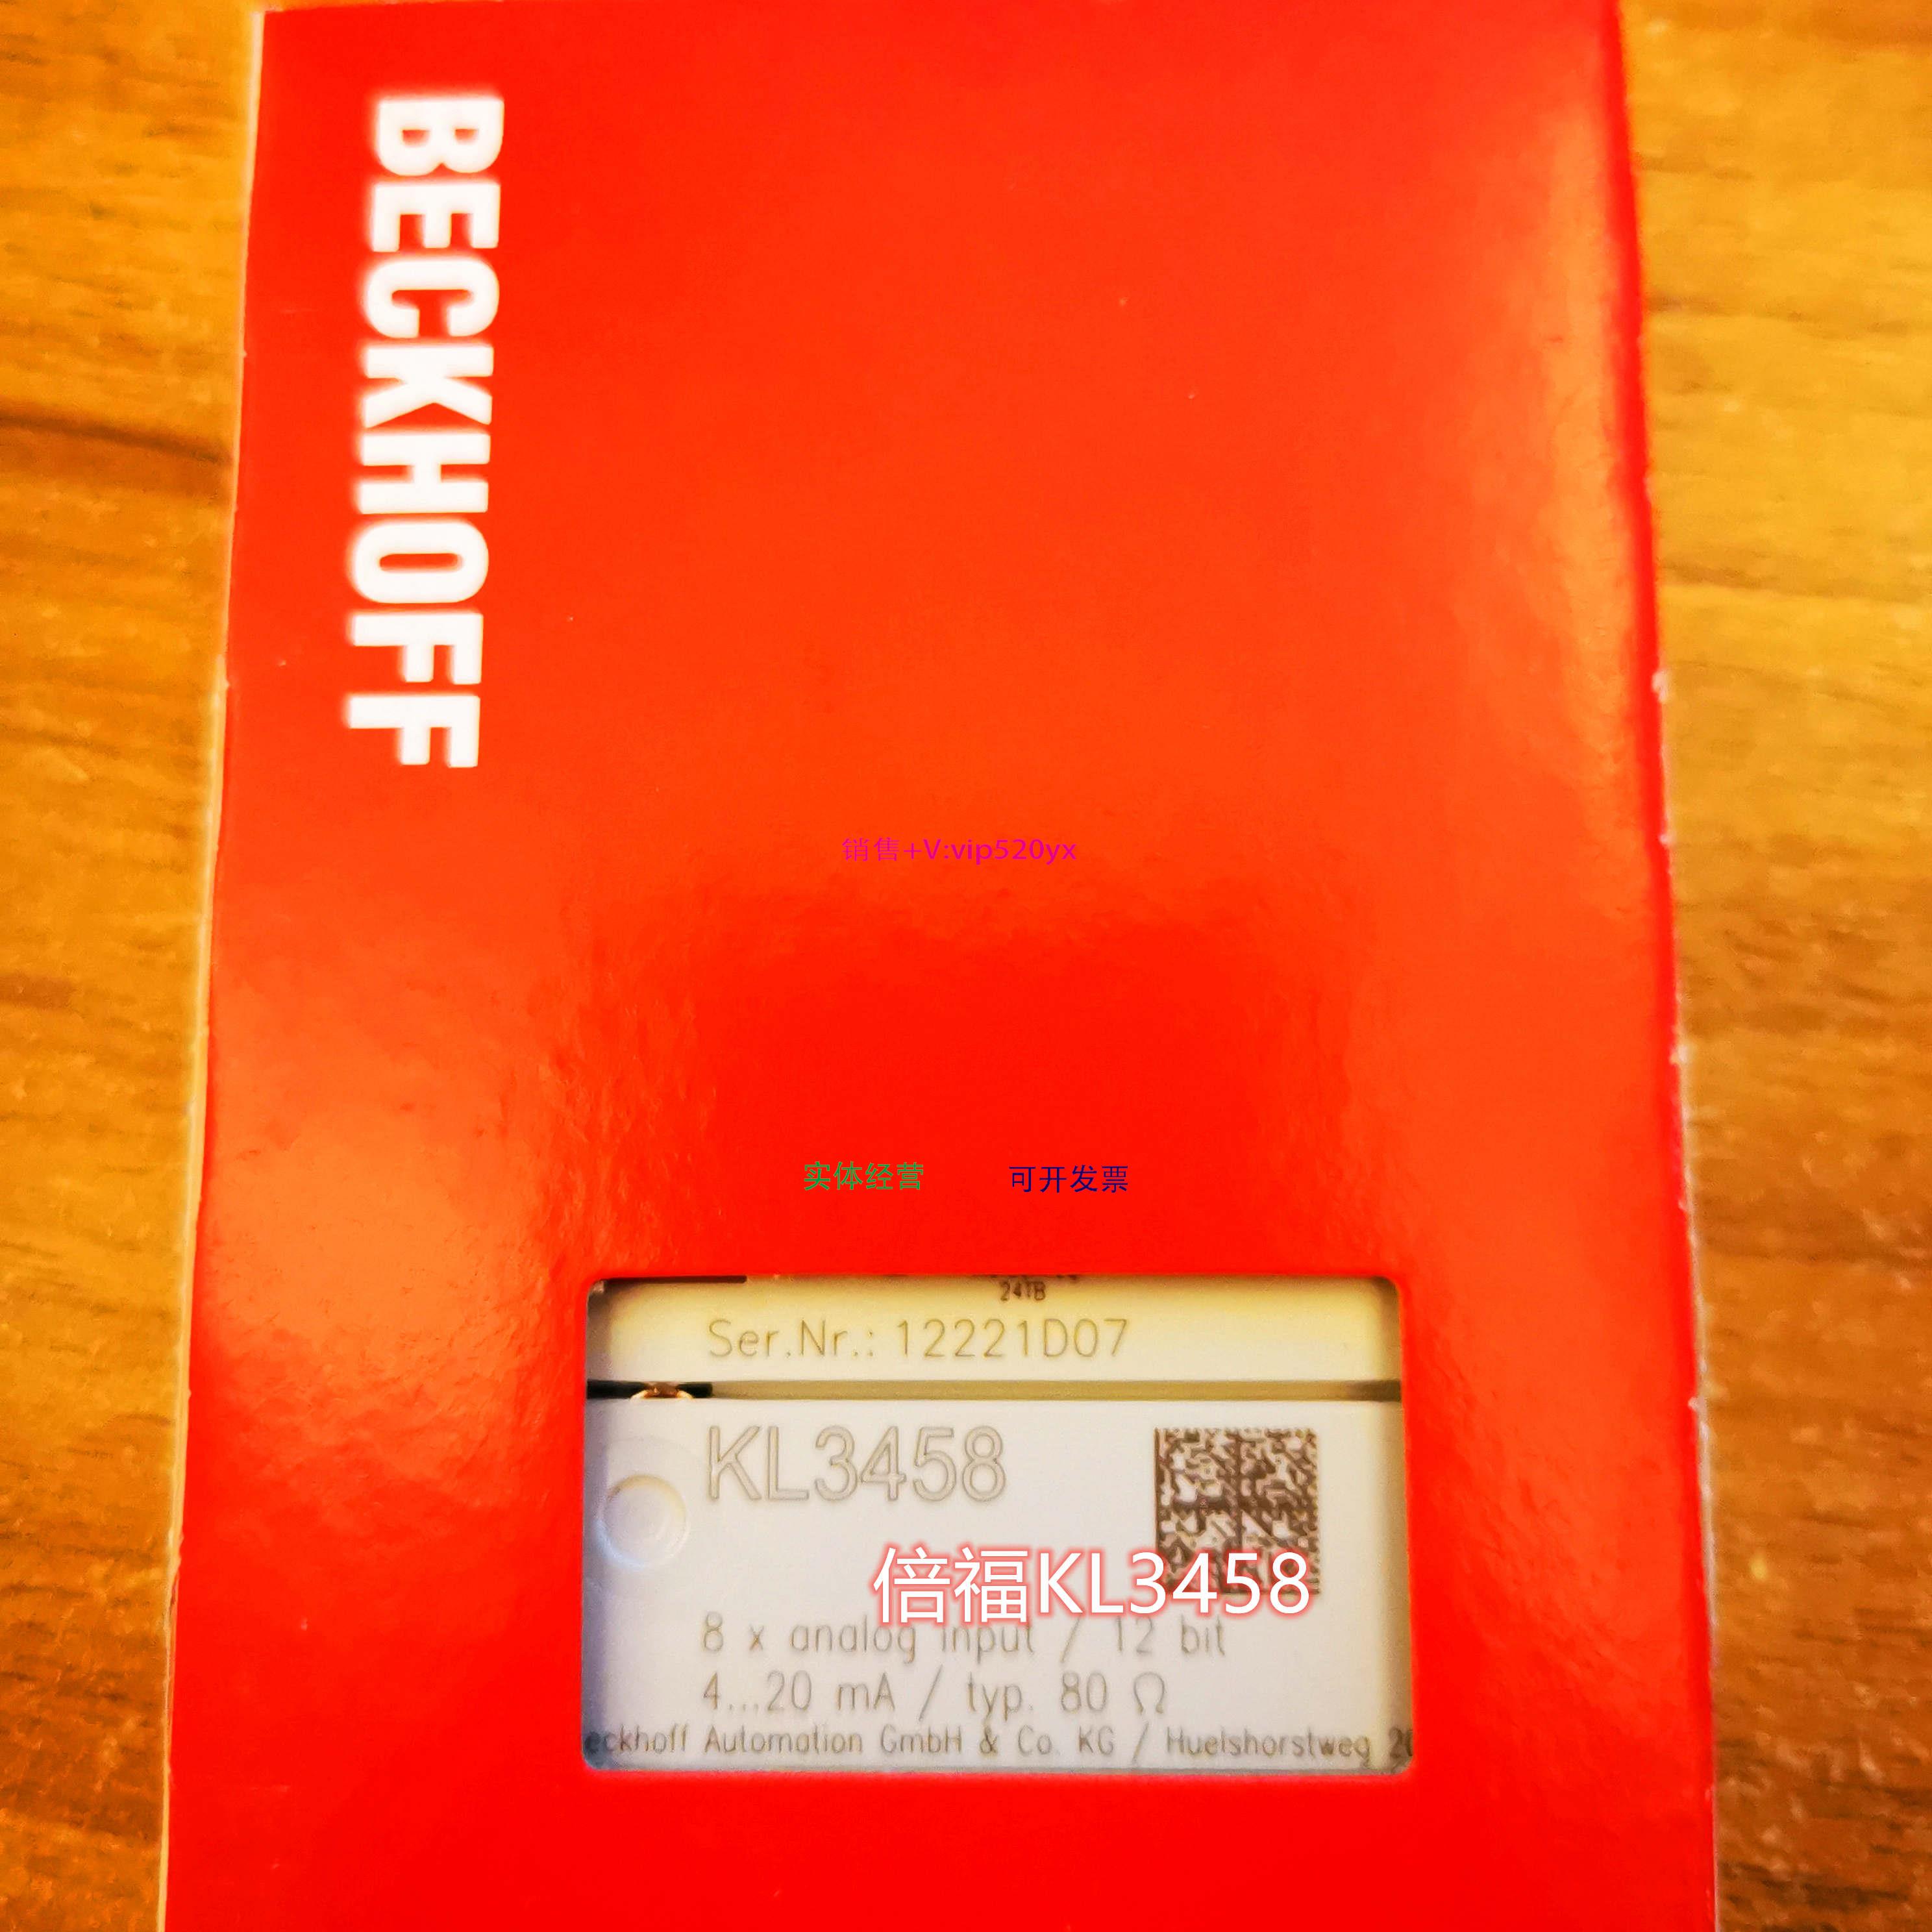 BECKHOFF
销售+V:vip520yx
实体经营 可开发票
24TB
Ser.Nr.: 12221D07
KL3458
倍福KL3458
8 x analog input / 12 bit
4...20 mA / typ. 80 Ω
eckhoff Automation GmbH & Co. KG / Huelshorstweg 20